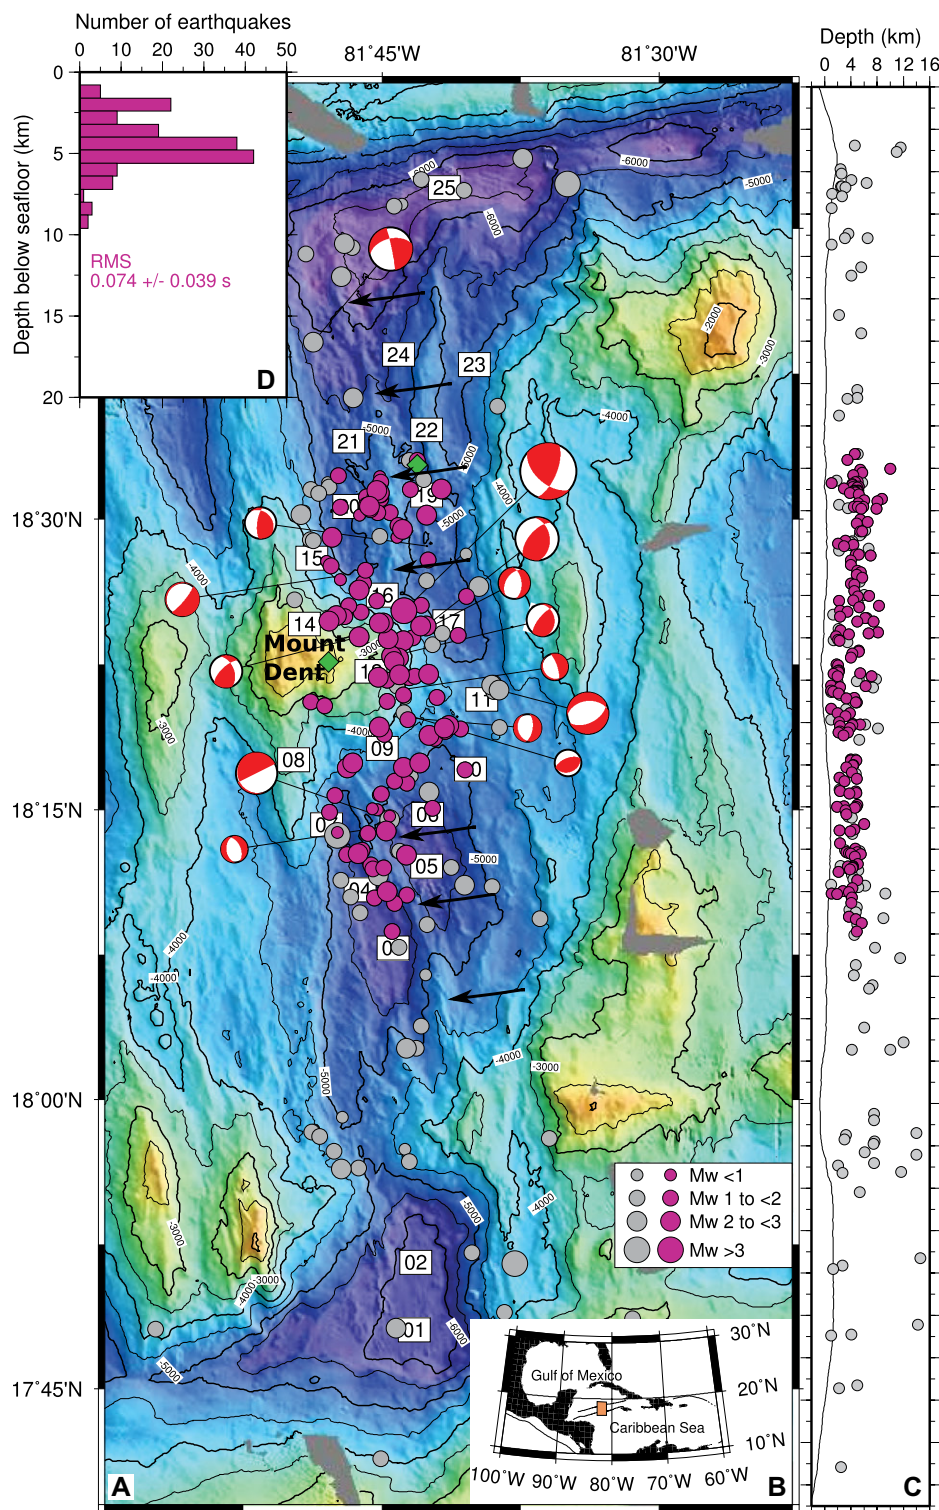 Number of earthquakes
0 10 20 30 40 50
81°45'W
81°30'W
Depth (km)
0 4 8 12 16
Depth below seafloor (km)
0
5
10
15
20
RMS
0.074 +/- 0.039 s
D
-6000
-6000
-5000
25
-6000
-2000
-3000
24
23
-4000
-5000
22
21
-5000
-4000
19
18°30'N
-5000
15
-4000
16
14
17
Mount
Dent
-3000
11
-3000
-4000
09
08
18°15'N
05
-5000
04
-4000
-4000
-4000
-3000
-5000
18°00'N
Mw <1
Mw 1 to <2
Mw 2 to <3
Mw >3
-5000
-4000
-3000
02
-3000
-4000
01
-6000
-5000
17°45'N
30°N
Gulf of Mexico
20°N
Caribbean Sea
10°N
100°W 90°W 80°W 70°W 60°W
A
B
C